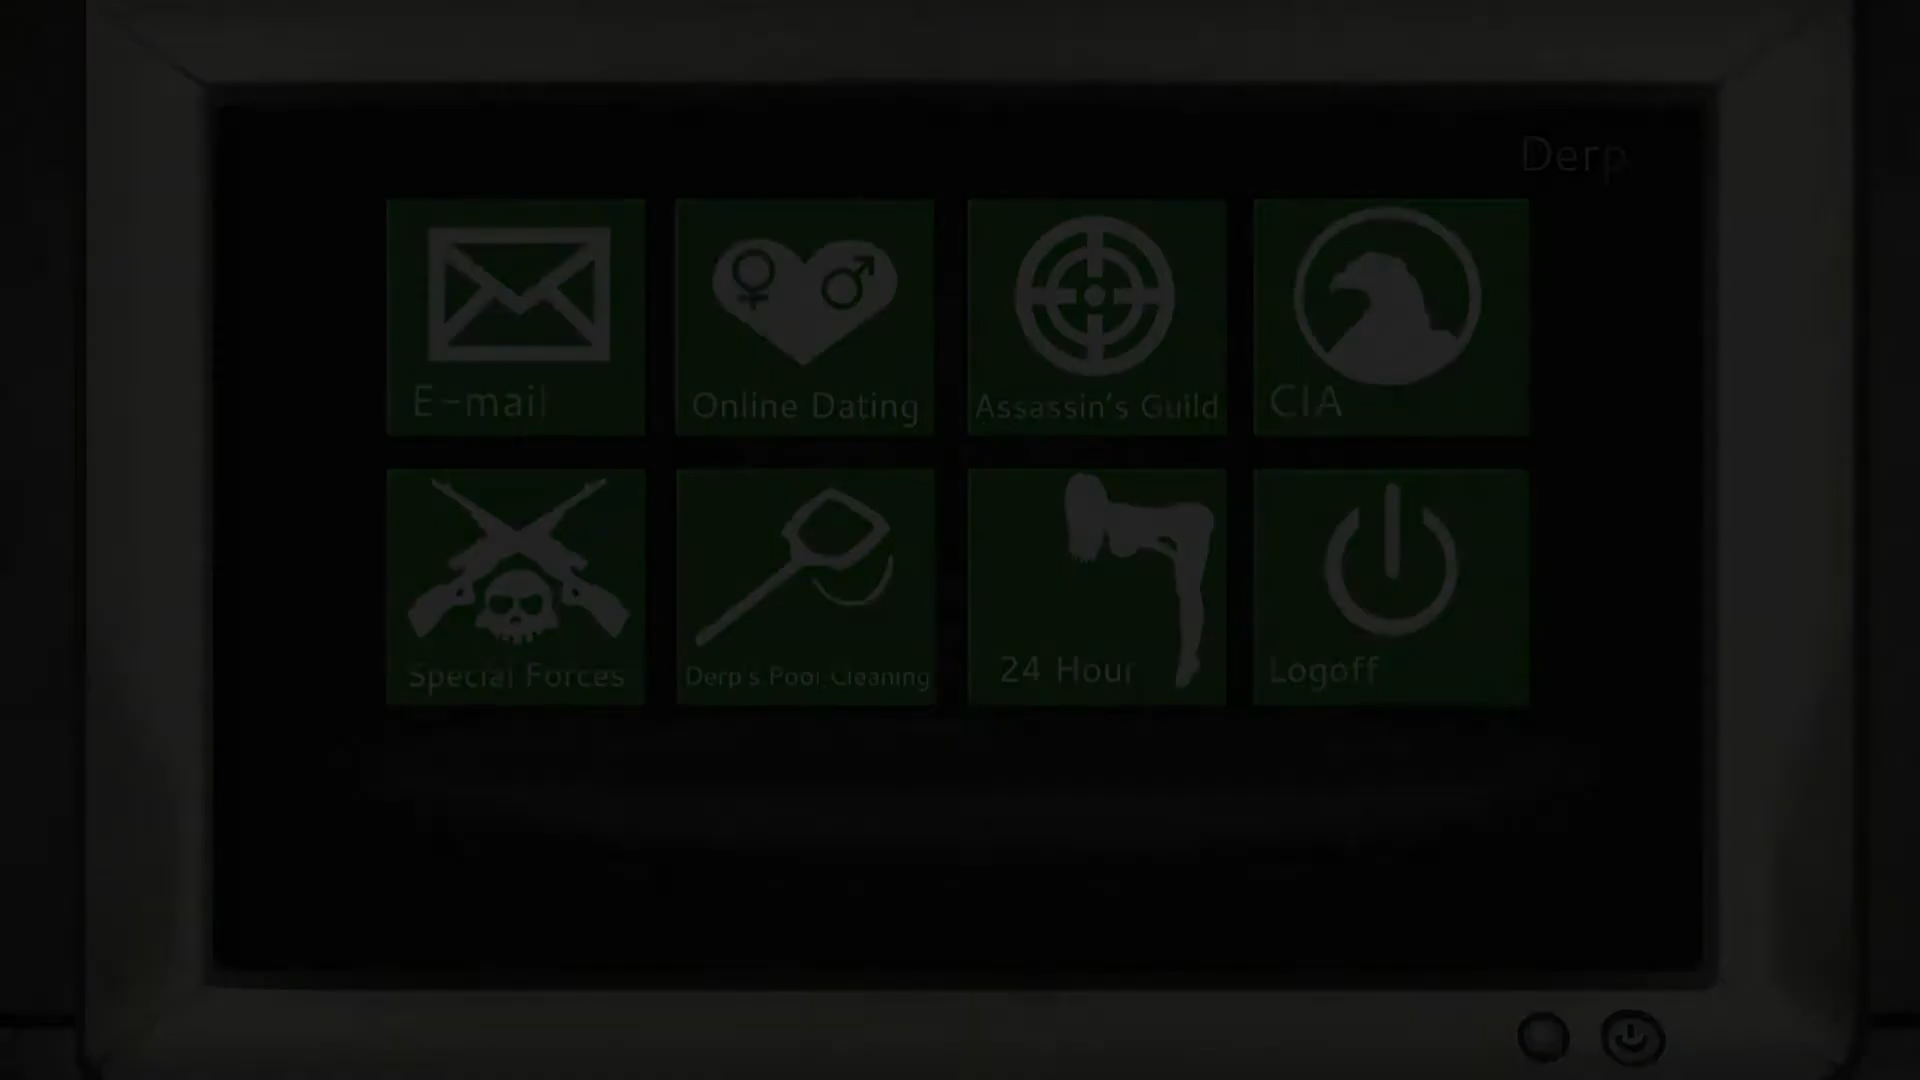 Derp
E-mail
Online Dating
Assassin's Guild
CIA
Special Forces
Derp's Pool Cleaning
24 Hour
Logoff